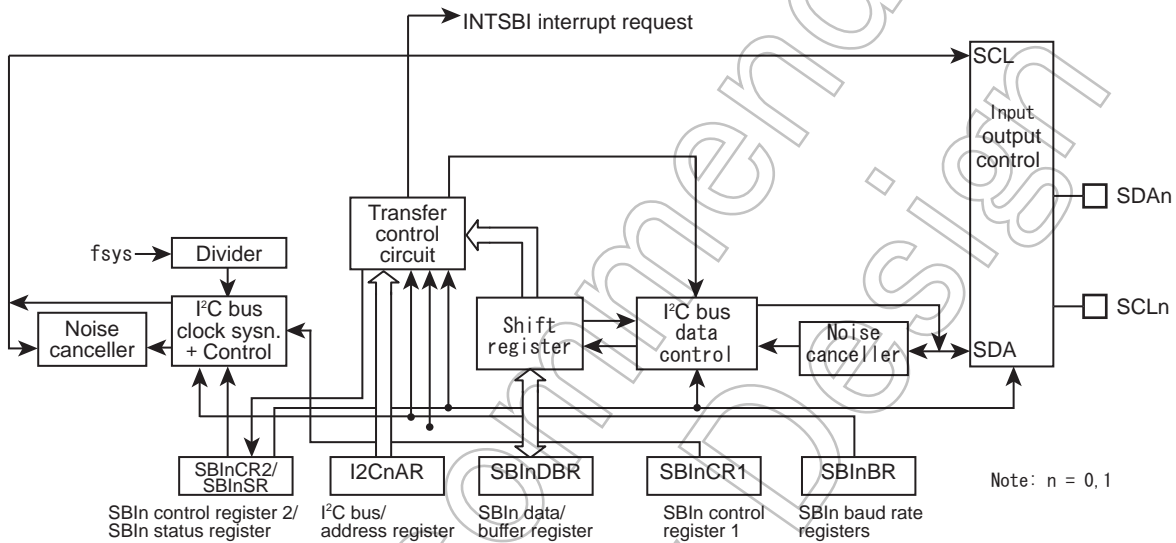 INTSBI interrupt request
SCL
Input
output
control
SDAn
SCLn
SDA
Transfer
control
circuit
fsys
Divider
I²C bus
clock sysn.
+ Control
Noise
canceller
Shift
register
I²C bus
data
control
Noise
canceller
SBInCR2/
SBInSR
I2CnAR
SBInDBR
SBInCR1
SBInBR
Note: n = 0,1
SBIn control register 2/
SBIn status register
I²C bus/
address register
SBIn data/
buffer register
SBIn control
register 1
SBIn baud rate
registers
ommend
Design